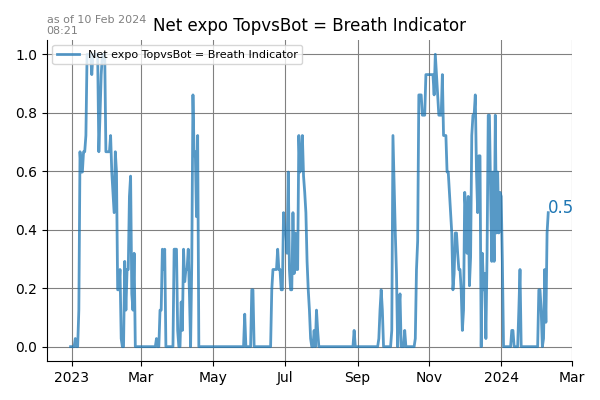 as of 10 Feb 2024
08:21
Net expo TopvsBot = Breath Indicator
Net expo TopvsBot = Breath Indicator
1.0
0.8
0.6
0.4
0.2
0.0
0.5
2023 Mar May Jul Sep Nov 2024 Mar